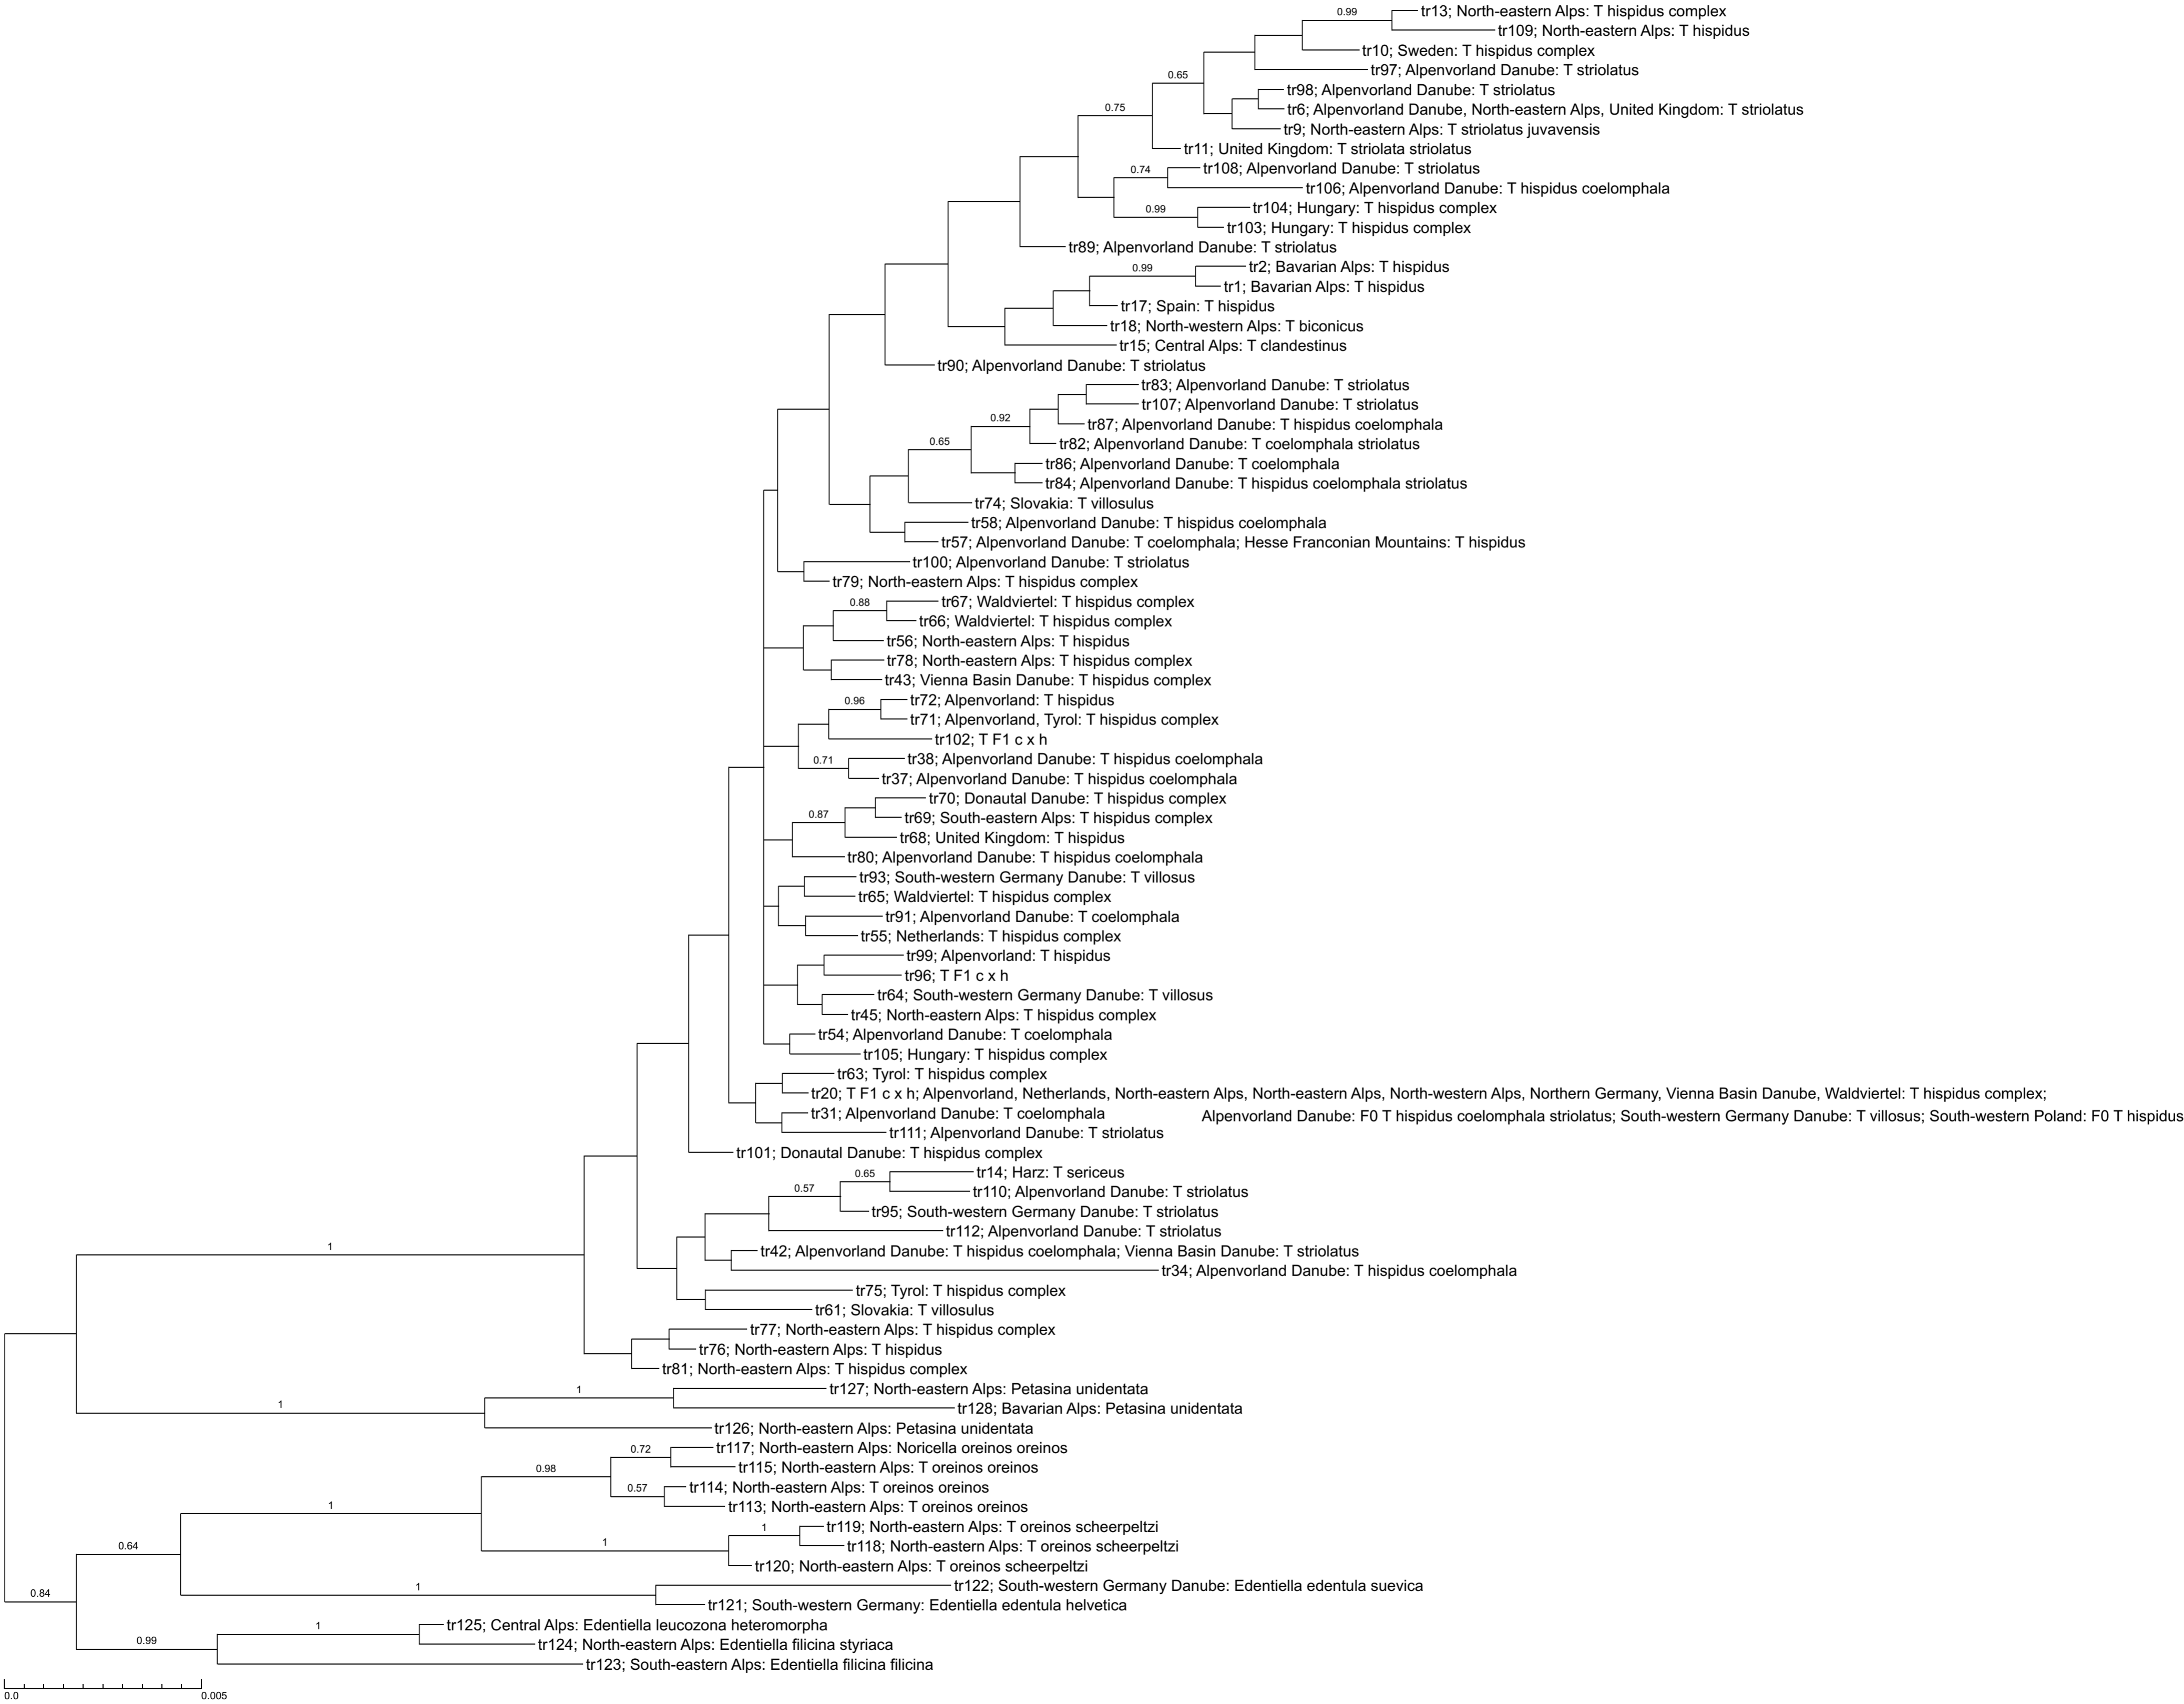 0.99
tr13; North-eastern Alps: T hispidus complex
tr109; North-eastern Alps: T hispidus
tr10; Sweden: T hispidus complex
tr97; Alpenvorland Danube: T striolatus
0.65
tr98; Alpenvorland Danube: T striolatus
0.75
tr6; Alpenvorland Danube, North-eastern Alps, United Kingdom: T striolatus
tr9; North-eastern Alps: T striolatus juvavensis
tr11; United Kingdom: T striolata striolatus
0.74
tr108; Alpenvorland Danube: T striolatus
tr106; Alpenvorland Danube: T hispidus coelomphala
0.99
tr104; Hungary: T hispidus complex
tr103; Hungary: T hispidus complex
tr89; Alpenvorland Danube: T striolatus
0.99
tr2; Bavarian Alps: T hispidus
tr1; Bavarian Alps: T hispidus
tr17; Spain: T hispidus
tr18; North-western Alps: T biconicus
tr15; Central Alps: T clandestinus
tr90; Alpenvorland Danube: T striolatus
tr83; Alpenvorland Danube: T striolatus
tr107; Alpenvorland Danube: T striolatus
0.92
tr87; Alpenvorland Danube: T hispidus coelomphala
0.65
tr82; Alpenvorland Danube: T coelomphala striolatus
tr86; Alpenvorland Danube: T coelomphala
tr84; Alpenvorland Danube: T hispidus coelomphala striolatus
tr74; Slovakia: T villosulus
tr58; Alpenvorland Danube: T hispidus coelomphala
tr57; Alpenvorland Danube: T coelomphala; Hesse Franconian Mountains: T hispidus
tr100; Alpenvorland Danube: T striolatus
tr79; North-eastern Alps: T hispidus complex
0.88
tr67; Waldviertel: T hispidus complex
tr66; Waldviertel: T hispidus complex
tr56; North-eastern Alps: T hispidus
tr78; North-eastern Alps: T hispidus complex
tr43; Vienna Basin Danube: T hispidus complex
0.96
tr72; Alpenvorland: T hispidus
tr71; Alpenvorland, Tyrol: T hispidus complex
tr102; T F1 c x h
0.71
tr38; Alpenvorland Danube: T hispidus coelomphala
tr37; Alpenvorland Danube: T hispidus coelomphala
tr70; Donautal Danube: T hispidus complex
0.87
tr69; South-eastern Alps: T hispidus complex
tr68; United Kingdom: T hispidus
tr80; Alpenvorland Danube: T hispidus coelomphala
tr93; South-western Germany Danube: T villosus
tr65; Waldviertel: T hispidus complex
tr91; Alpenvorland Danube: T coelomphala
tr55; Netherlands: T hispidus complex
tr99; Alpenvorland: T hispidus
tr96; T F1 c x h
tr64; South-western Germany Danube: T villosus
tr45; North-eastern Alps: T hispidus complex
tr54; Alpenvorland Danube: T coelomphala
tr105; Hungary: T hispidus complex
tr63; Tyrol: T hispidus complex
tr20; T F1 c x h; Alpenvorland, Netherlands, North-eastern Alps, North-eastern Alps, North-western Alps, Northern Germany, Vienna Basin Danube, Waldviertel: T hispidus complex;
tr31; Alpenvorland Danube: T coelomphala
Alpenvorland Danube: F0 T hispidus coelomphala striolatus; South-western Germany Danube: T villosus; South-western Poland: F0 T hispidus
tr111; Alpenvorland Danube: T striolatus
tr101; Donautal Danube: T hispidus complex
0.65
tr14; Harz: T sericeus
0.57
tr110; Alpenvorland Danube: T striolatus
tr95; South-western Germany Danube: T striolatus
tr112; Alpenvorland Danube: T striolatus
1
tr42; Alpenvorland Danube: T hispidus coelomphala; Vienna Basin Danube: T striolatus
tr34; Alpenvorland Danube: T hispidus coelomphala
tr75; Tyrol: T hispidus complex
tr61; Slovakia: T villosulus
tr77; North-eastern Alps: T hispidus complex
tr76; North-eastern Alps: T hispidus
tr81; North-eastern Alps: T hispidus complex
1
tr127; North-eastern Alps: Petasina unidentata
1
tr128; Bavarian Alps: Petasina unidentata
tr126; North-eastern Alps: Petasina unidentata
0.72
tr117; North-eastern Alps: Noricella oreinos oreinos
0.98
tr115; North-eastern Alps: T oreinos oreinos
0.57
tr114; North-eastern Alps: T oreinos oreinos
1
tr113; North-eastern Alps: T oreinos oreinos
1
tr119; North-eastern Alps: T oreinos scheerpeltzi
0.64
1
tr118; North-eastern Alps: T oreinos scheerpeltzi
tr120; North-eastern Alps: T oreinos scheerpeltzi
1
tr122; South-western Germany Danube: Edentiella edentula suevica
0.84
tr121; South-western Germany: Edentiella edentula helvetica
1
tr125; Central Alps: Edentiella leucozona heteromorpha
0.99
tr124; North-eastern Alps: Edentiella filicina styriaca
tr123; South-eastern Alps: Edentiella filicina filicina
0.0
0.005